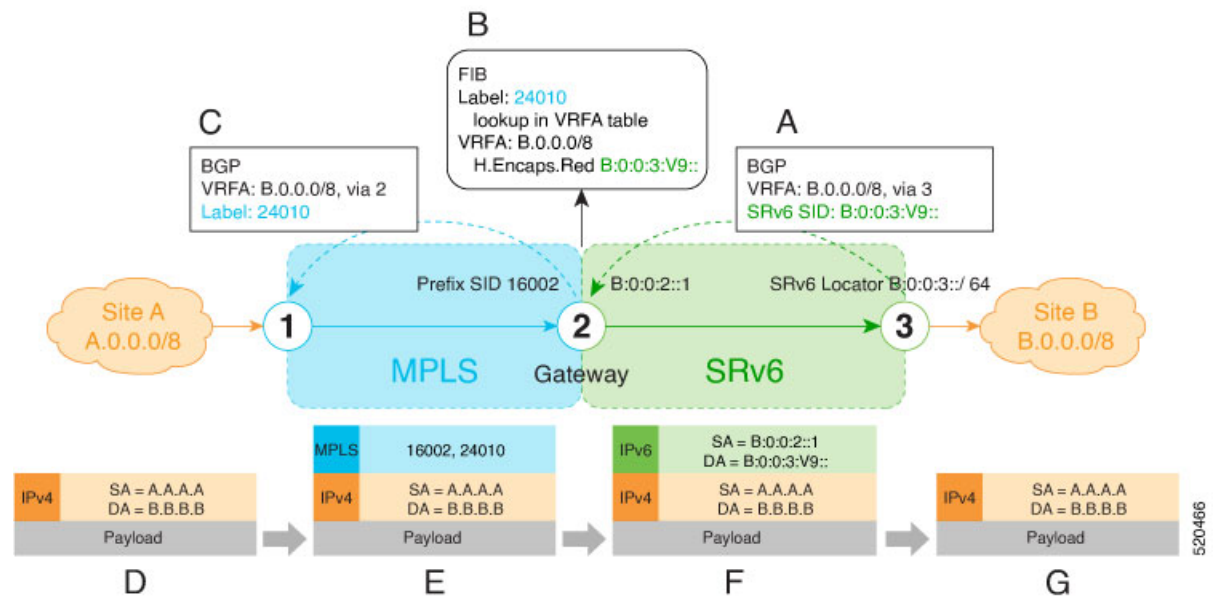 B
FIB
Label: 24010
lookup in VRFA table
VRFA: B.0.0.0/8
H.Encaps.Red B:0:0:3:V9::
C
BGP
VRFA: B.0.0.0/8, via 2
Label: 24010
A
BGP
VRFA: B.0.0.0/8, via 3
SRv6 SID: B:0:0:3:V9::
Prefix SID 16002
B:0:0:2::1
SRv6 Locator B:0:0:3::/ 64
Site A
A.0.0.0/8
1
2
3
Site B
B.0.0.0/8
MPLS
Gateway
SRv6
IPv4
SA = A.A.A.A
DA = B.B.B.B
Payload
D
MPLS
16002, 24010
IPv4
SA = A.A.A.A
DA = B.B.B.B
Payload
E
IPv6
SA = B:0:0:2::1
DA = B:0:0:3:V9::
IPv4
SA = A.A.A.A
DA = B.B.B.B
Payload
F
IPv4
SA = A.A.A.A
DA = B.B.B.B
Payload
G
520466